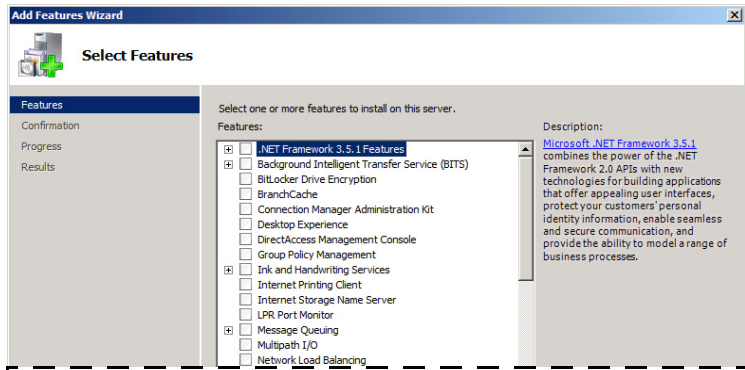 Add Features Wizard
Select Features
Features
Confirmation
Progress
Results
Select one or more features to install on this server.
Features:
.NET Framework 3.5.1 Features
Background Intelligent Transfer Service (BITS)
BitLocker Drive Encryption
BranchCache
Connection Manager Administration Kit
Desktop Experience
DirectAccess Management Console
Group Policy Management
Ink and Handwriting Services
Internet Printing Client
Internet Storage Name Server
LPR Port Monitor
Message Queuing
Multipath I/O
Network Load Balancing
Description:
Microsoft .NET Framework 3.5.1
combines the power of the .NET
Framework 2.0 APIs with new
technologies for building applications
that offer appealing user interfaces,
protect your customers' personal
identity information, enable seamless
and secure communication, and
provide the ability to model a range of
business processes.